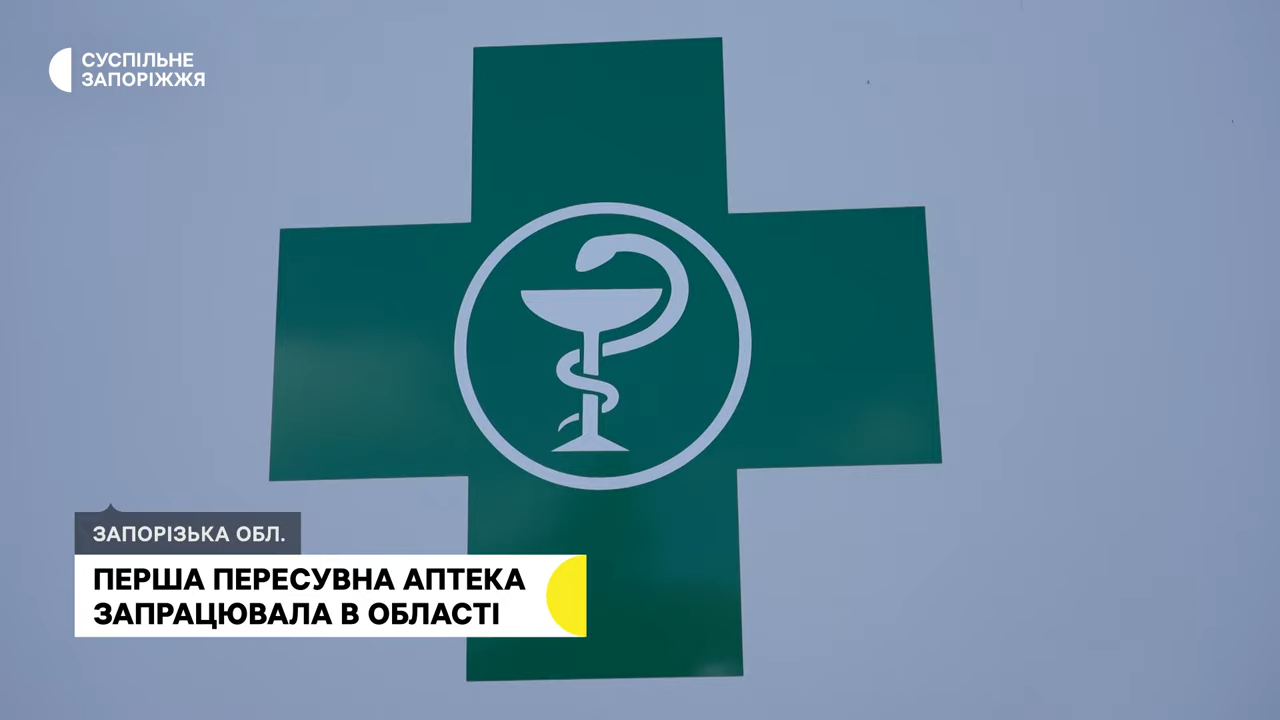 СУСПІЛЬНЕ
ЗАПОРІЖЖЯ
ЗАПОРІЗЬКА ОБЛ.
ПЕРША ПЕРЕСУВНА АПТЕКА
ЗАПРАЦЮВАЛА В ОБЛАСТІ